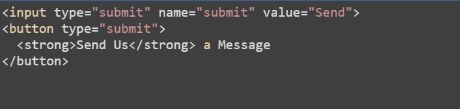 <input type="submit" name="submit" value="Send">
<button type="submit">
  <strong>Send Us</strong> a Message
</button>